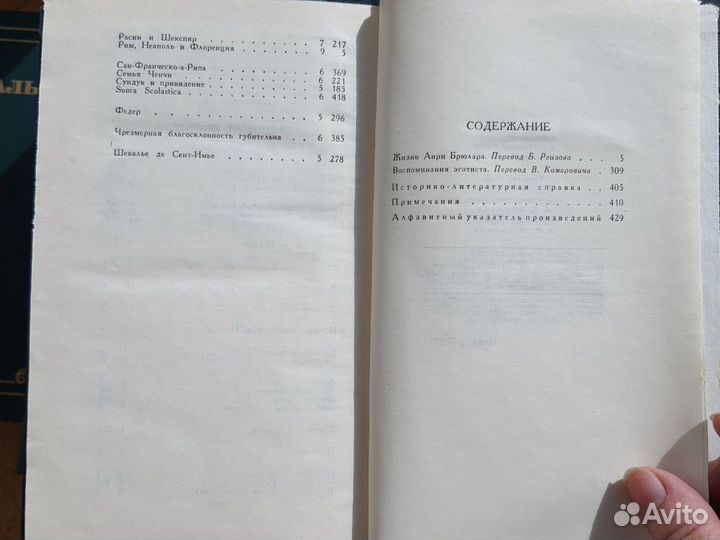 Расин и Шекспир . . . . . . . . . . 7 217
Рим, Неаполь и Флоренция . . . . . . . . 9 5
Сан-Франческо-а-Рипа . . . . . . . . . . 6 369
Семья Ченчи . . . . . . . . . . . 6 221
Сундук и привидение . . . . . . . . . . 5 185
Suora Scolastica . . . . . . . . . . . 6 418
Федер . . . . . . . . . . . . . 5 296
Чрезмерная благосклонность губительна . . . 6 385
Шевалье де Сент-Имье . . . . . . . . . 5 278
СОДЕРЖАНИЕ
Жизнь Анри Брюлара. Перевод Б. Реизова . . . 5
Воспоминания эготиста. Перевод В. Комаровича . 309
Историко-литературная справка . . . . 405
Примечания . . . . . . . . . . . . 410
Алфавитный указатель произведений 429
АЛЬ
Avito